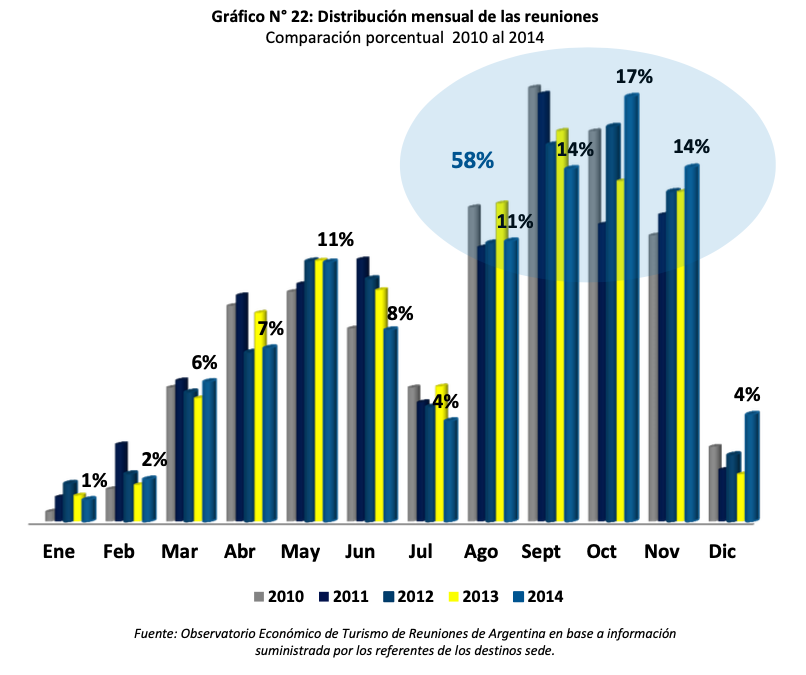 Gráfico N° 22: Distribución mensual de las reuniones
Comparación porcentual 2010 al 2014
17%
58%
14%
14%
11%
11%
8%
7%
6%
4%
4%
2%
1%
Ene Feb Mar Abr May Jun Jul Ago Sept Oct Nov Dic
2010 2011 2012 2013 2014
Fuente: Observatorio Económico de Turismo de Reuniones de Argentina en base a información
suministrada por los referentes de los destinos sede.